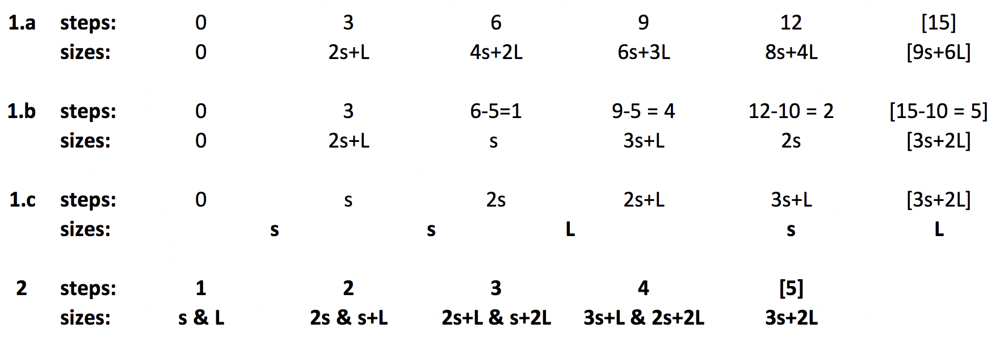 1.a steps: 0 3 6 9 12 [15]
sizes: 0 2s+L 4s+2L 6s+3L 8s+4L [9s+6L]
1.b steps: 0 3 6-5=1 9-5 = 4 12-10 = 2 [15-10 = 5]
sizes: 0 2s+L s 3s+L 2s [3s+2L]
1.c steps: 0 s 2s 2s+L 3s+L [3s+2L]
sizes: s s L s L
2 steps: 1 2 3 4 [5]
sizes: s & L 2s & s+L 2s+L & s+2L 3s+L & 2s+2L 3s+2L